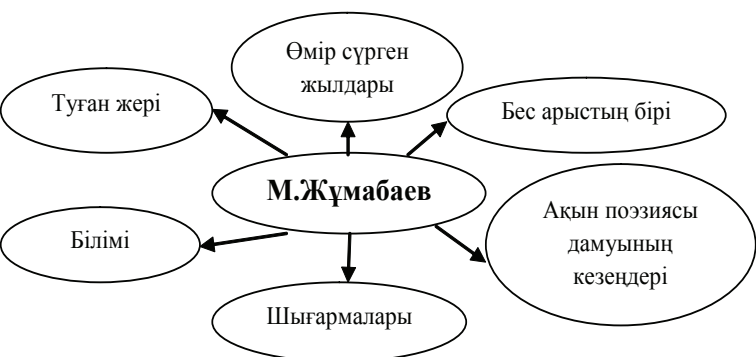 Өмір сүрген
жылдары
Туған жері
Бес арыстың бірі
М.Жұмабаев
Ақын поэзиясы
дамуының
кезеңдері
Білімі
Шығармалары